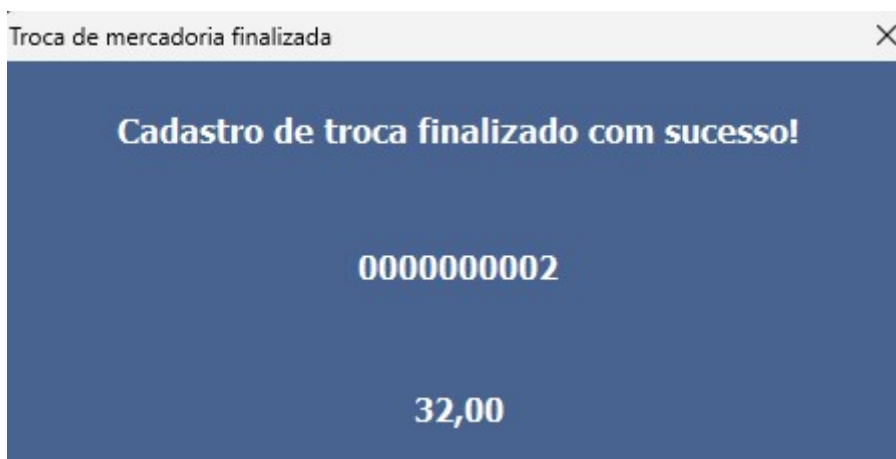 Troca de mercadoria finalizada
Cadastro de troca finalizado com sucesso!
0000000002
32,00